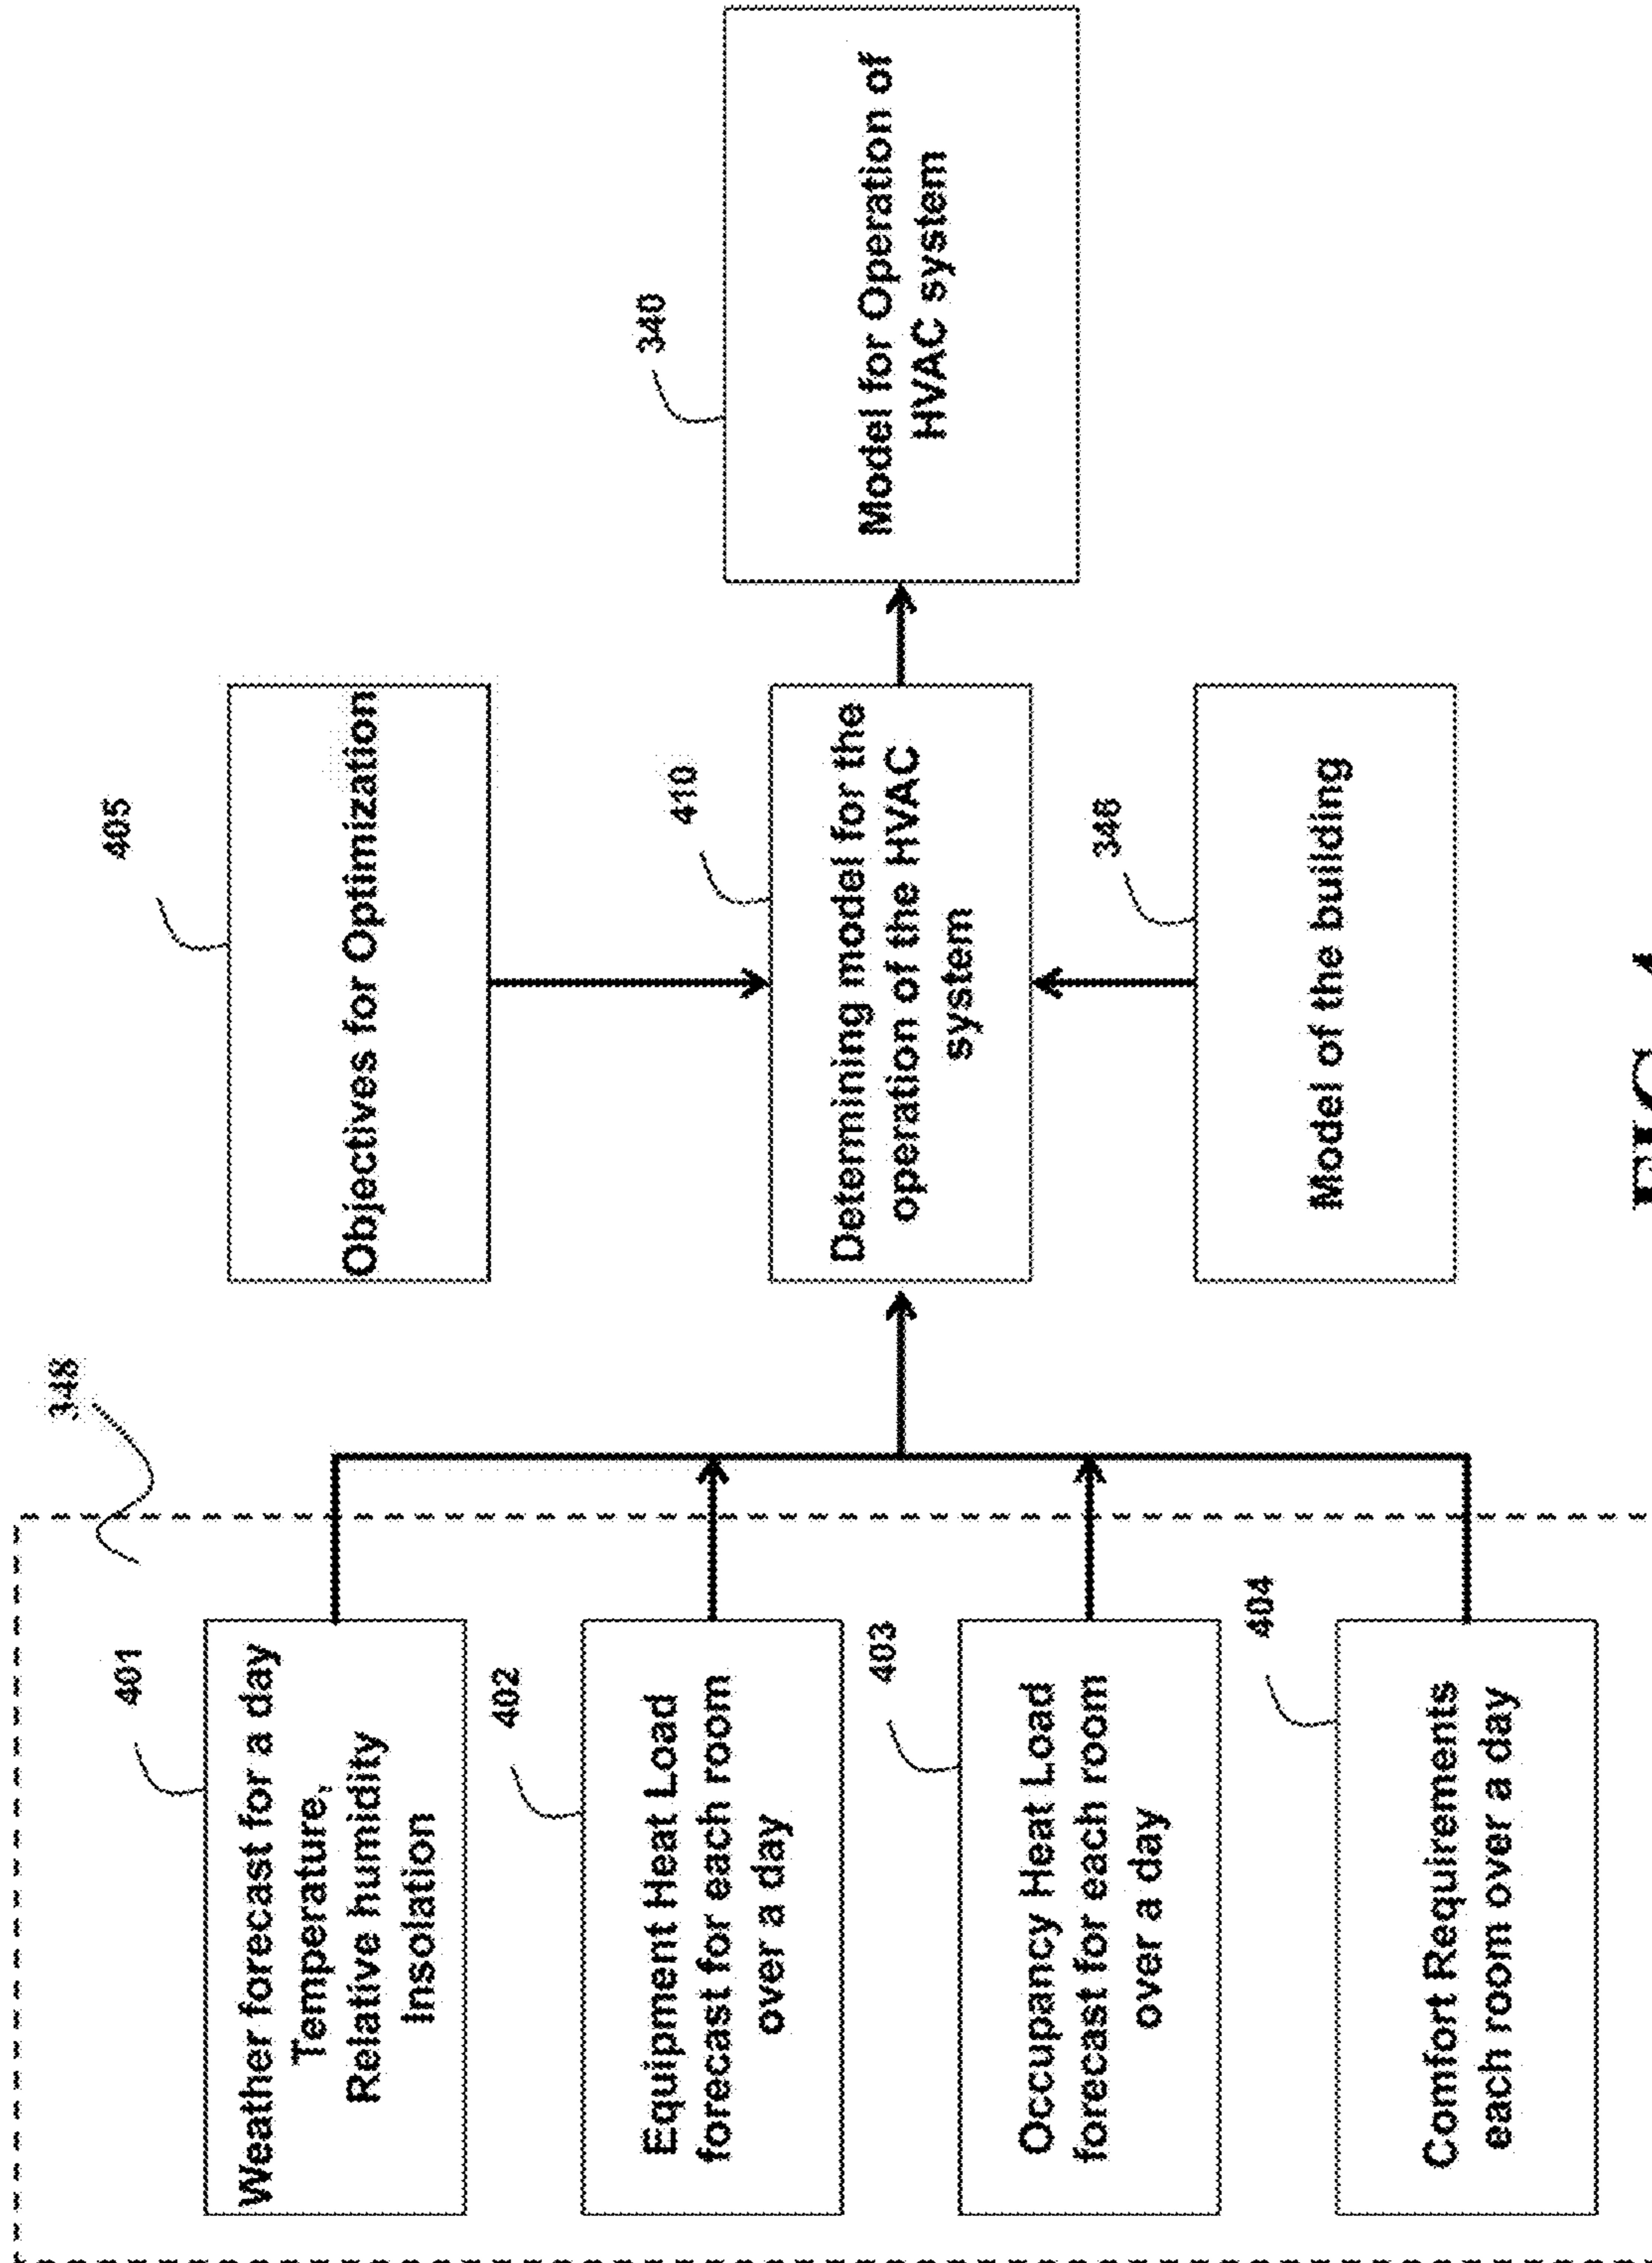 348
401
Weather forecast for a day
Temperature,
Relative humidity
Insolation
402
Equipment Heat Load
forecast for each room
over a day
403
Occupancy Heat Load
forecast for each room
over a day
404
Comfort Requirements
each room over a day
405
Objectives for Optimization
410
Determining model for the
operation of the HVAC
system
346
Model of the building
340
Model for Operation of
HVAC system